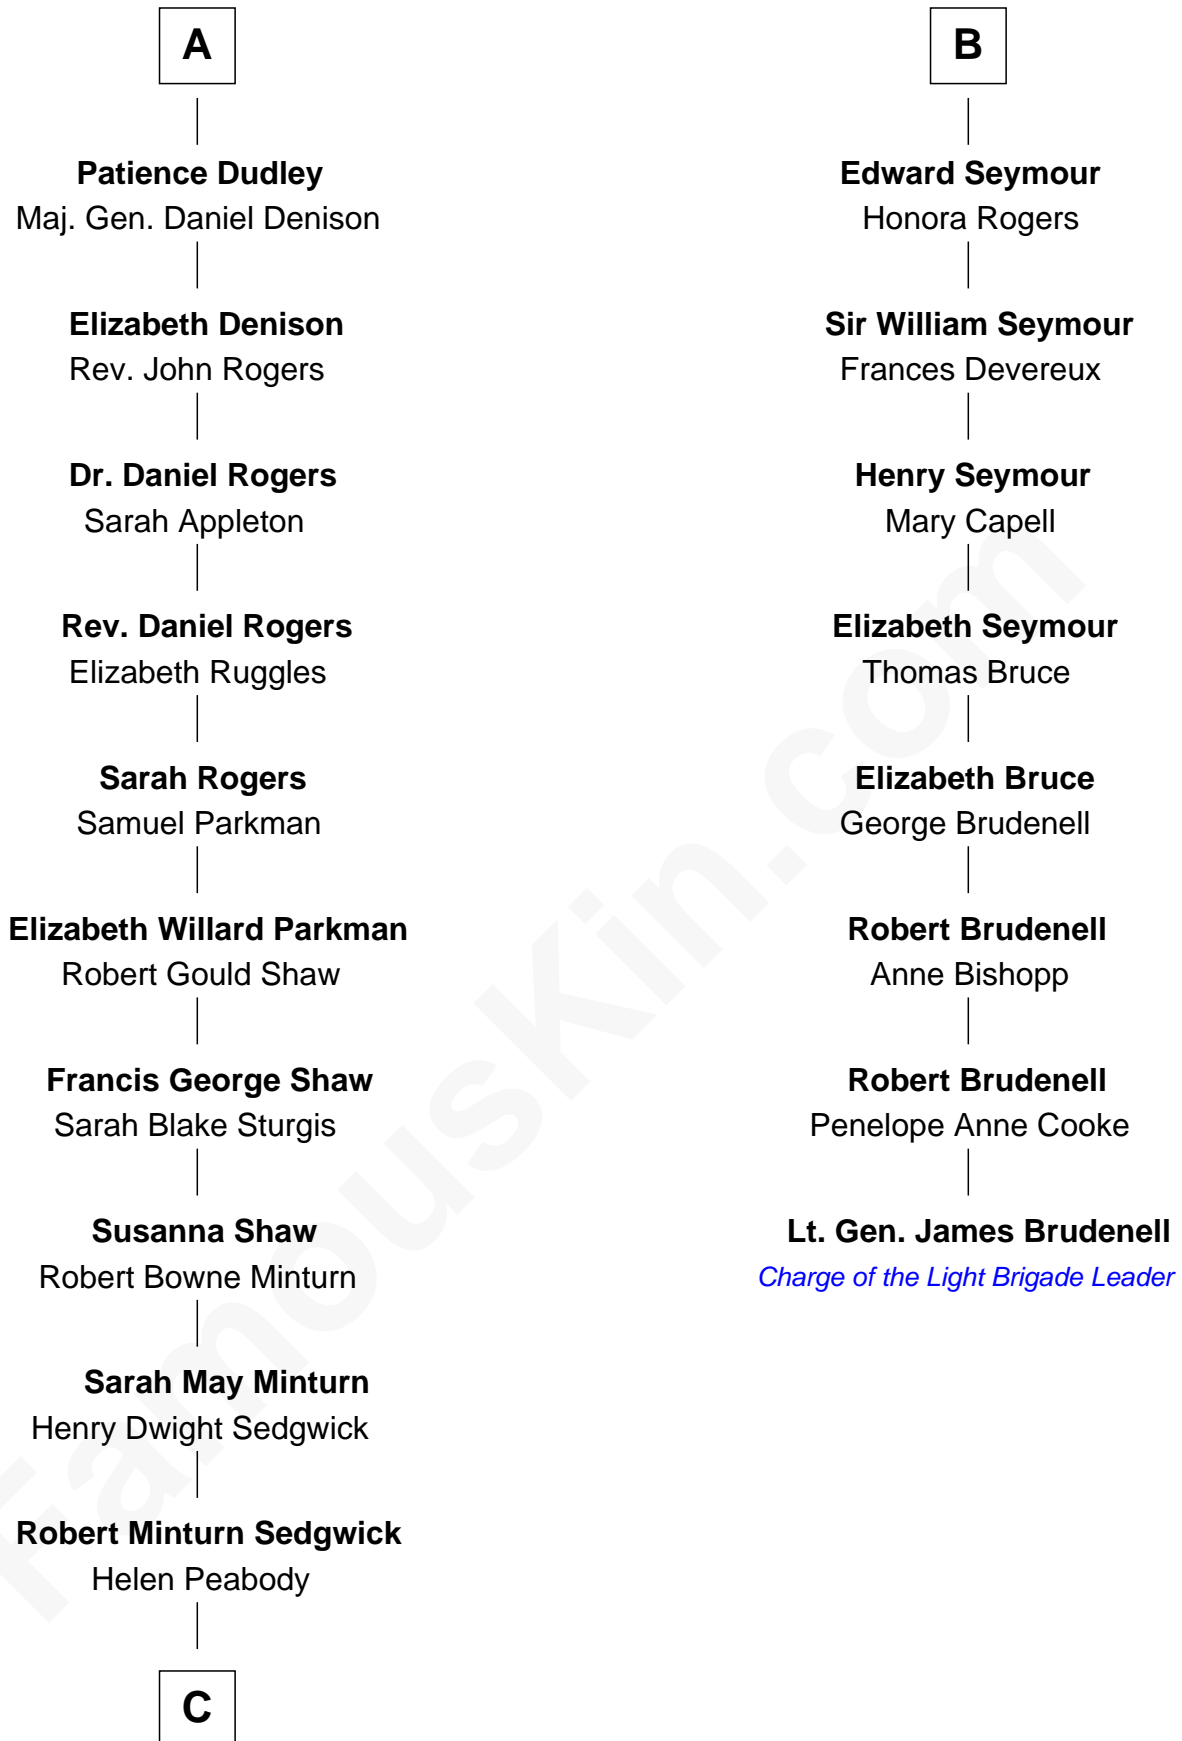 A
Patience Dudley
Maj. Gen. Daniel Denison
Elizabeth Denison
Rev. John Rogers
Dr. Daniel Rogers
Sarah Appleton
Rev. Daniel Rogers
Elizabeth Ruggles
Sarah Rogers
Samuel Parkman
Elizabeth Willard Parkman
Robert Gould Shaw
Francis George Shaw
Sarah Blake Sturgis
Susanna Shaw
Robert Bowne Minturn
Sarah May Minturn
Henry Dwight Sedgwick
Robert Minturn Sedgwick
Helen Peabody
C
B
Edward Seymour
Honora Rogers
Sir William Seymour
Frances Devereux
Henry Seymour
Mary Capell
Elizabeth Seymour
Thomas Bruce
Elizabeth Bruce
George Brudenell
Robert Brudenell
Anne Bishopp
Robert Brudenell
Penelope Anne Cooke
Lt. Gen. James Brudenell
Charge of the Light Brigade Leader
FamousKin.com